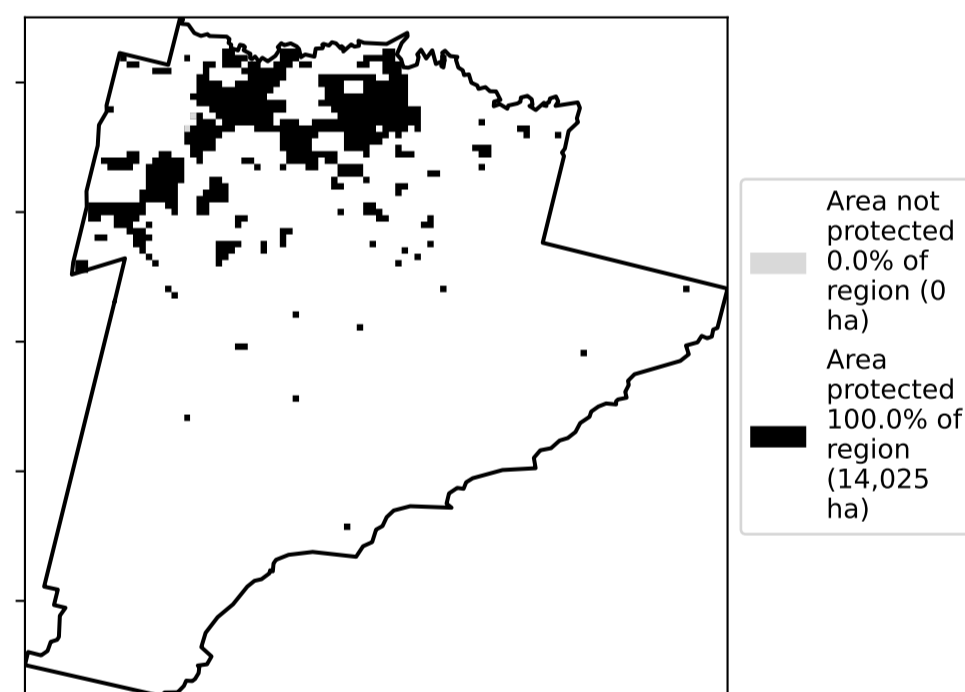 Area not
protected
0.0% of
region (0
ha)
Area
protected
100.0% of
region
(14,025
ha)